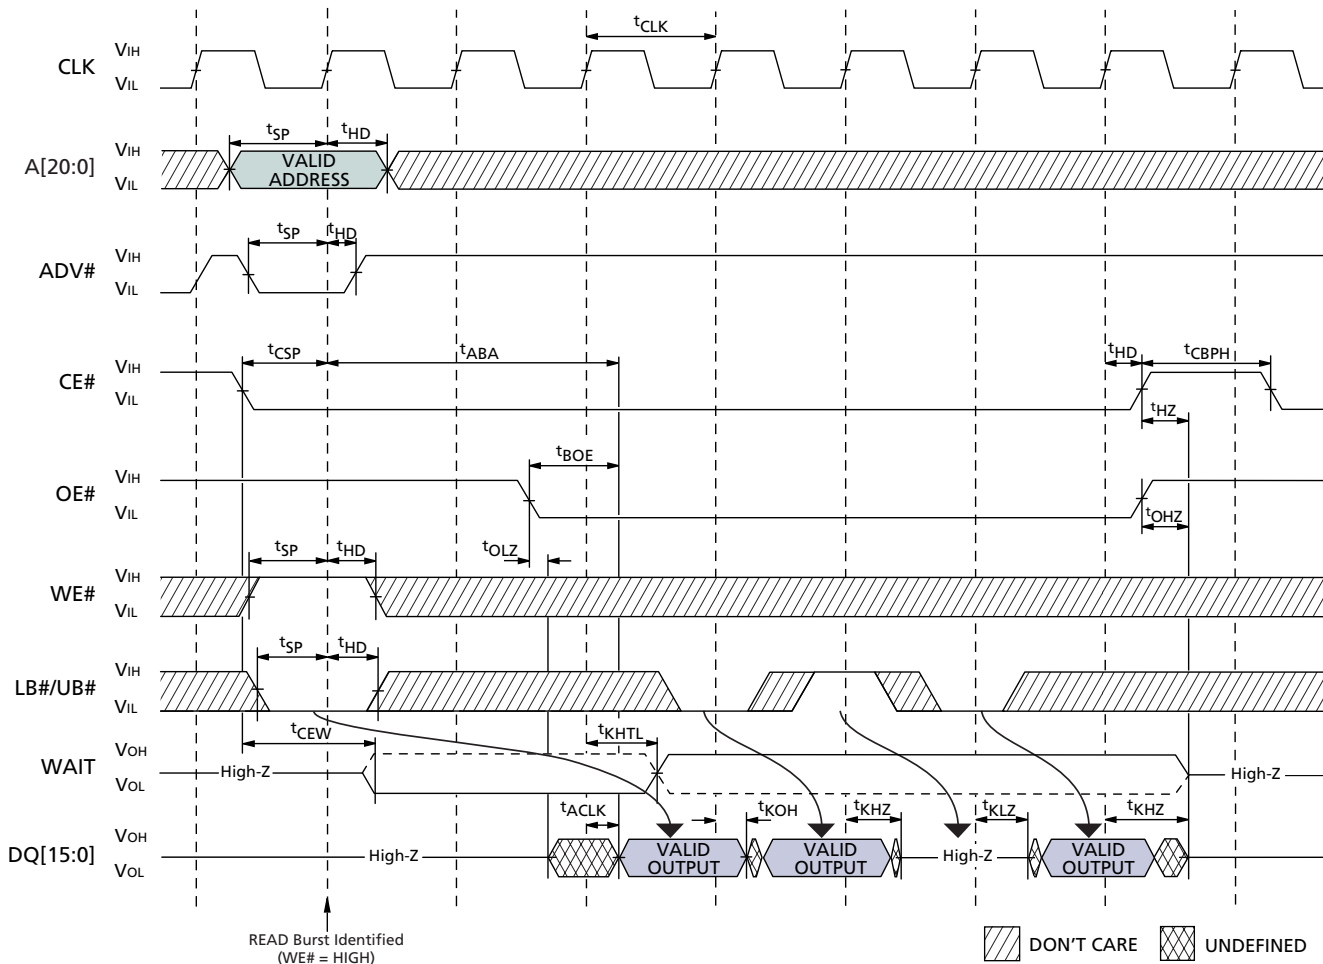 tCLK
VIH
CLK
VIL
tSP tHD
VIH
A[20:0]
VIL
VALID
ADDRESS
tSP tHD
VIH
ADV#
VIL
tCSP tABA tHD tCBPH
VIH
CE#
VIL
tHZ
tBOE
VIH
OE#
VIL
tOHZ
tSP tHD tOLZ
VIH
WE#
VIL
tSP tHD
VIH
LB#/UB#
VIL
tCEW tKHTL
VOH
WAIT
VOL
High-Z High-Z
tACLK tKOH tKHZ tKLZ tKHZ
VOH
DQ[15:0]
VOL
High-Z
VALID
OUTPUT
VALID
OUTPUT
High-Z
VALID
OUTPUT
READ Burst Identified
(WE# = HIGH)
DON'T CARE UNDEFINED